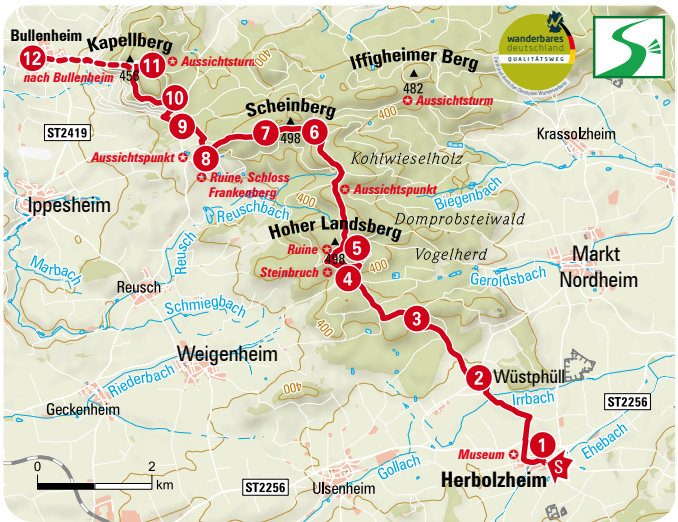 Bullenheim
12
Kapellberg
456
11
Aussichtsturm
nach Bullenheim
10
9
ST2419
Aussichtspunkt
8
Ruine, Schloss
Frankenberg
Scheinberg
7
498
6
400
Iffigheimer Berg
482
Aussichtsturm
400
wanderbares
deutschland
QUALITÄTSWEG
Krassolzheim
Kohlwieselholz
Aussichtspunkt
Biegenbach
Domprobsteiwald
Vogelherd
Ippesheim
Reuschbach
Reusch
Marbach
Reusch
Schmiegbach
Hoher Landsberg
Ruine
498
5
Steinbruch
4
400
400
Markt
Nordheim
Geroldsbach
3
Weigenheim
400
Riederbach
Geckenheim
2
Wüstphül
Irrbach
ST2256
1
Museum
S
Ehebach
Herbolzheim
Gollach
Ulsenheim
ST2256
0
2
km